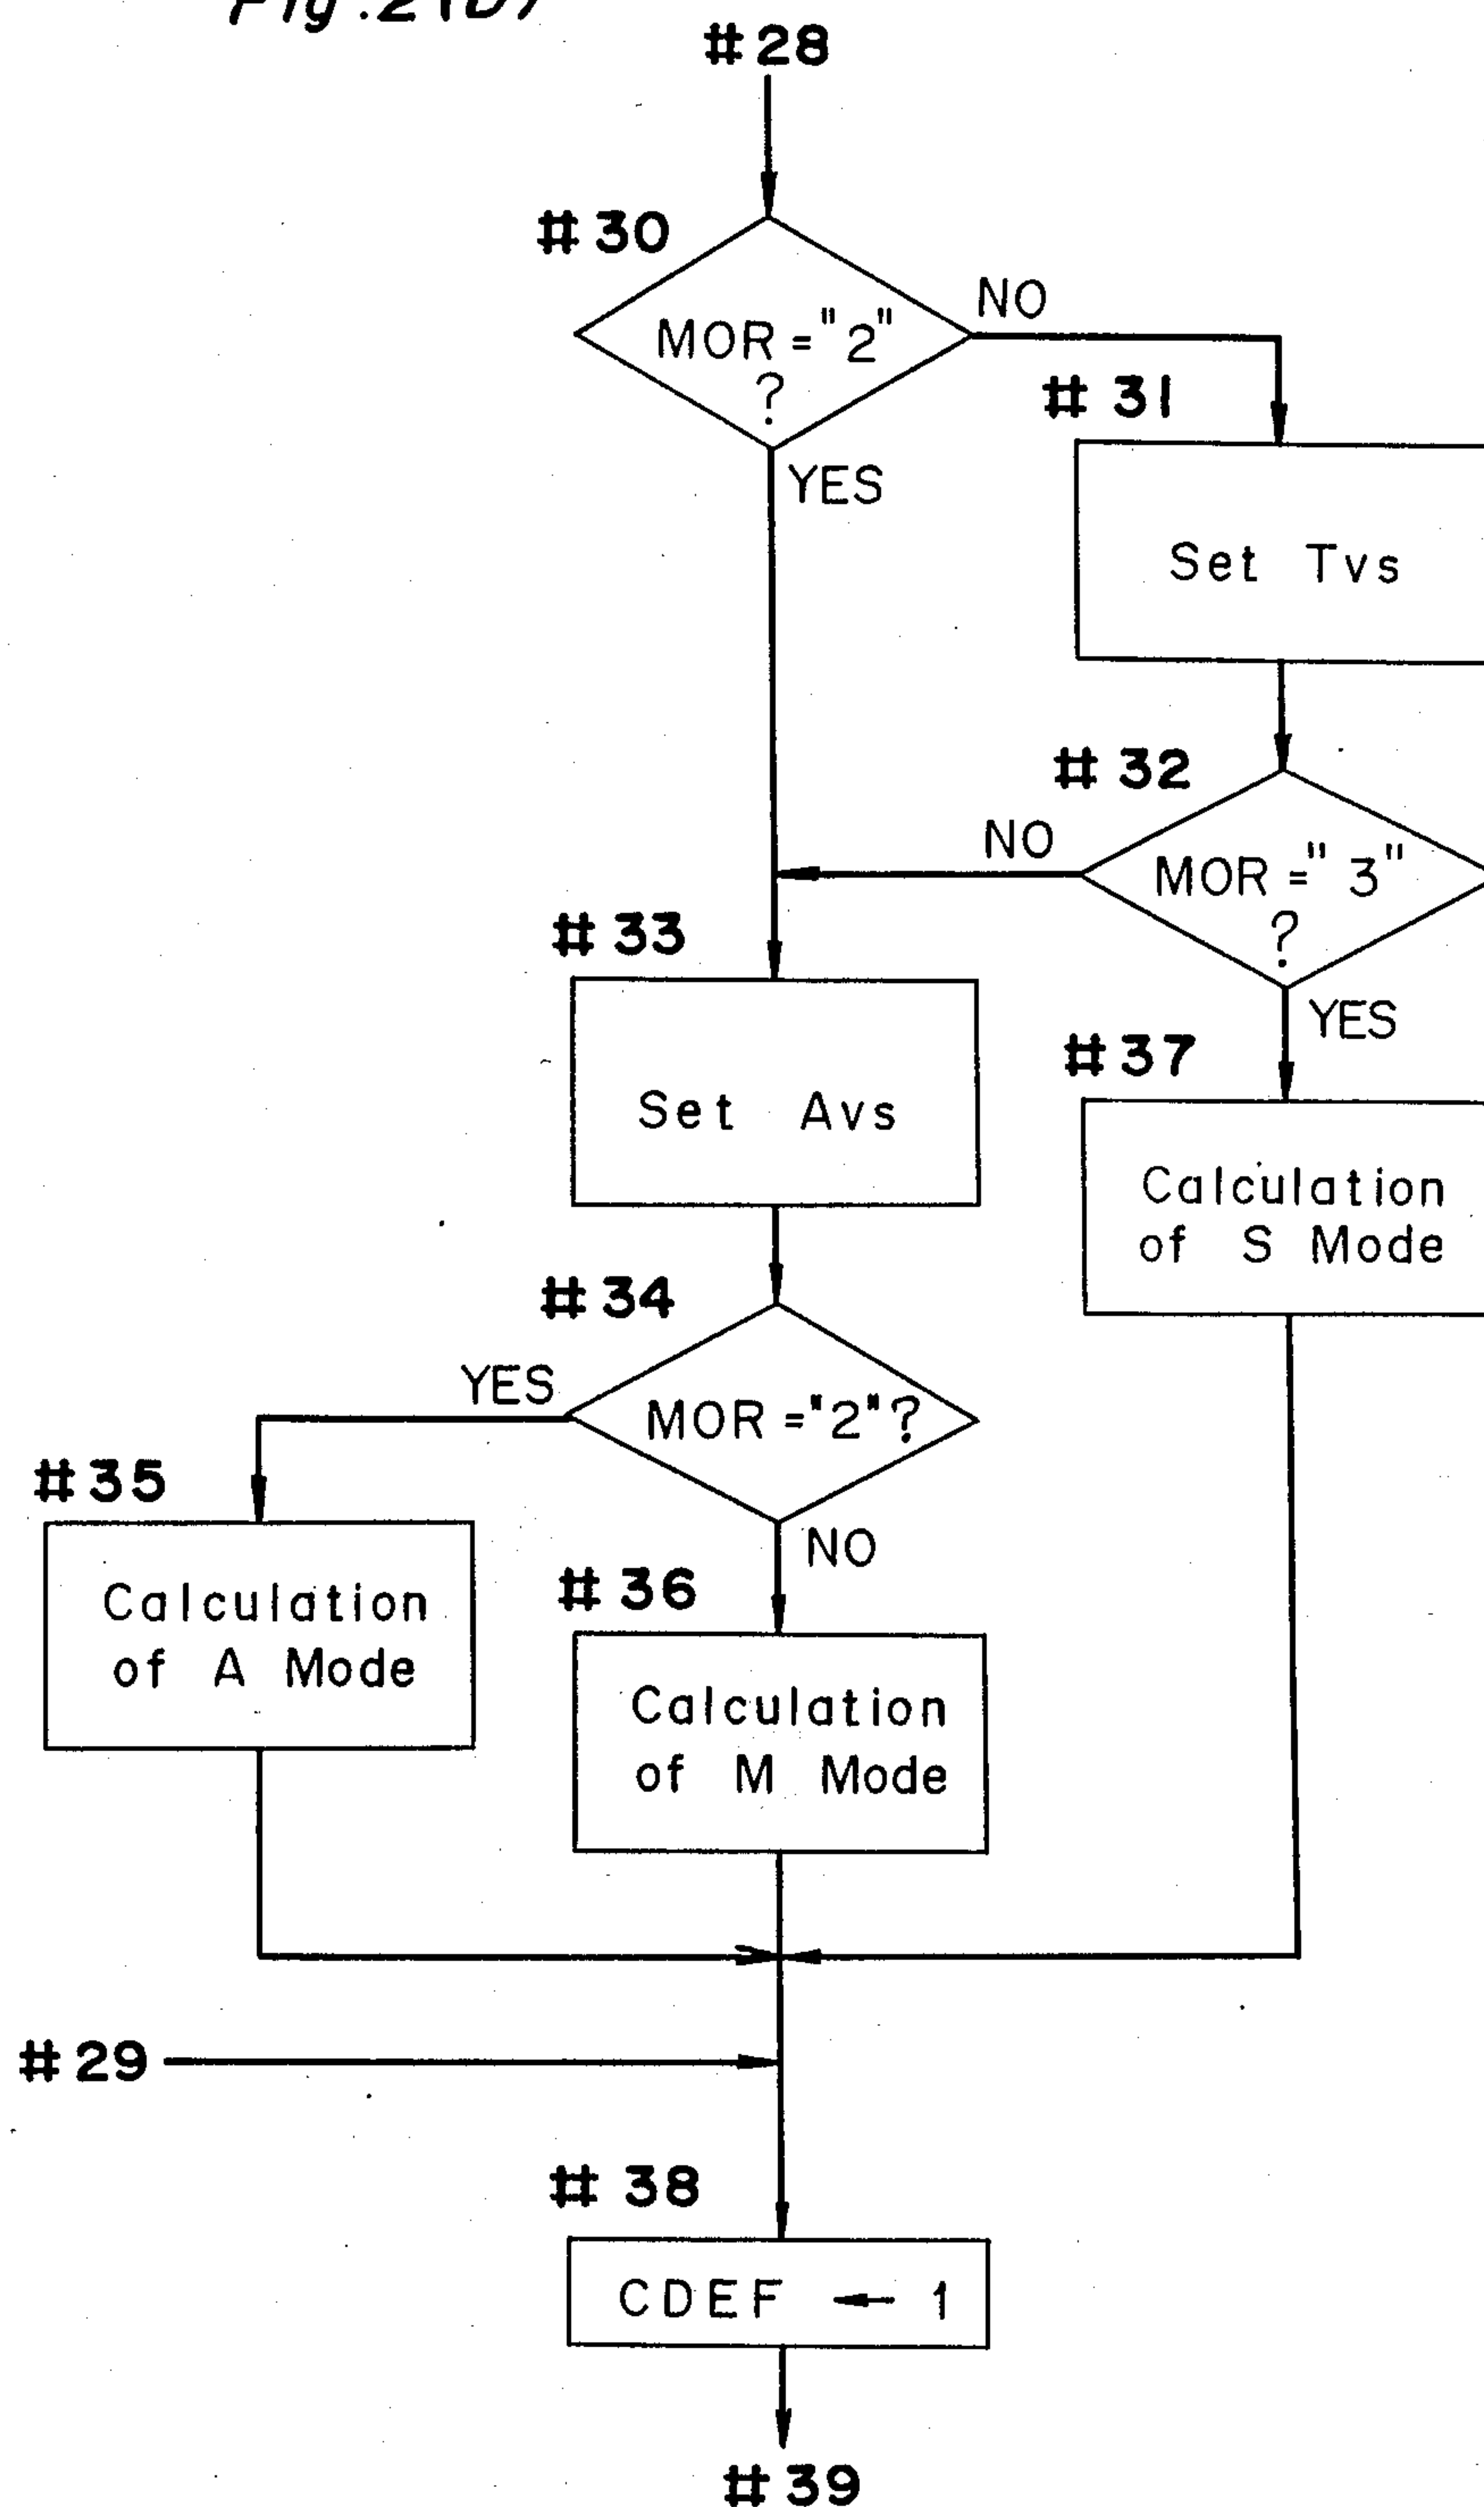 #28
#30
MOR = "2"
?
NO
YES
#31
Set Tvs
#32
NO
MOR = "3"
?
YES
#33
Set Avs
#37
Calculation
of S Mode
#34
YES
MOR = "2"?
NO
#35
Calculation
of A Mode
#36
Calculation
of M Mode
#29
#38
CDEF ← 1
#39